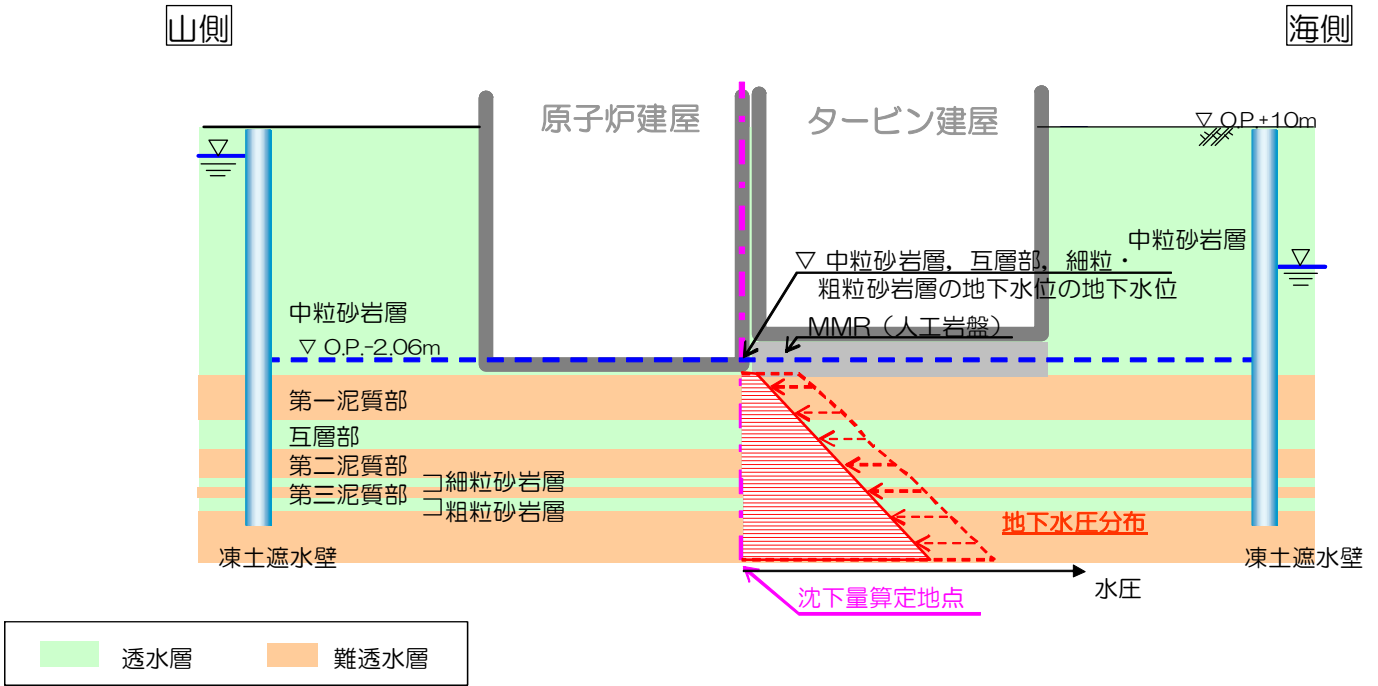 山側
海側
原子炉建屋
タービン建屋
▽ O.P.+10m
中粒砂岩層
▽ 中粒砂岩層，互層部，細粒・
粗粒砂岩層の地下水位の地下水位
中粒砂岩層
MMR（人工岩盤）
▽ O.P.-2.06m
第一泥質部
互層部
第二泥質部
細粒砂岩層
第三泥質部
粗粒砂岩層
地下水圧分布
凍土遮水壁
凍土遮水壁
水圧
沈下量算定地点
透水層
難透水層